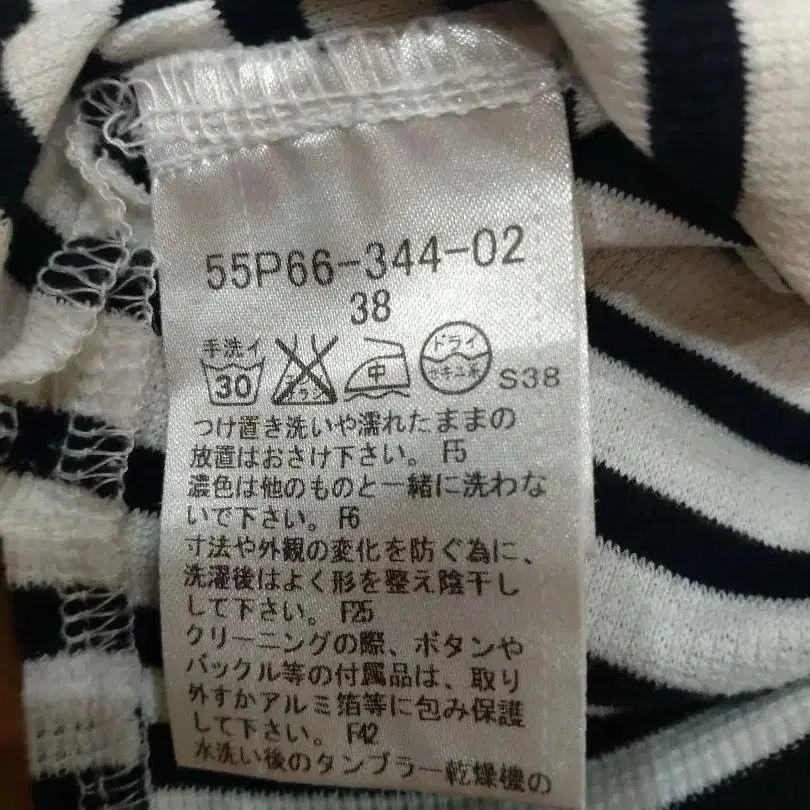 55P66-344-02
38
手洗イ
30
エンソ
サラシ
中
ドライ
セキユ系
S38
つけ置き洗いや濡れたままの
放置はおさけ下さい。 F5
濃色は他のものと一緒に洗わな
いで下さい。 F6
寸法や外観の変化を防ぐ為に、
洗濯後はよく形を整え陰干し
して下さい。 F25
クリーニングの際、ボタンや
バックル等の付属品は、取り
外すかアルミ箔等に包み保護
して下さい。 F42
水洗い後のタンブラー乾燥機の